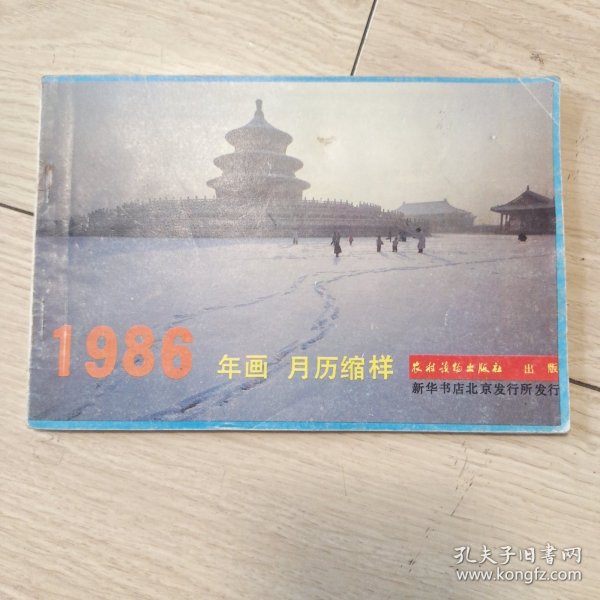 1986 年画 月历缩样
农村读物出版社 出版
新华书店北京发行所发行
孔夫子旧书网
www.kongfz.com